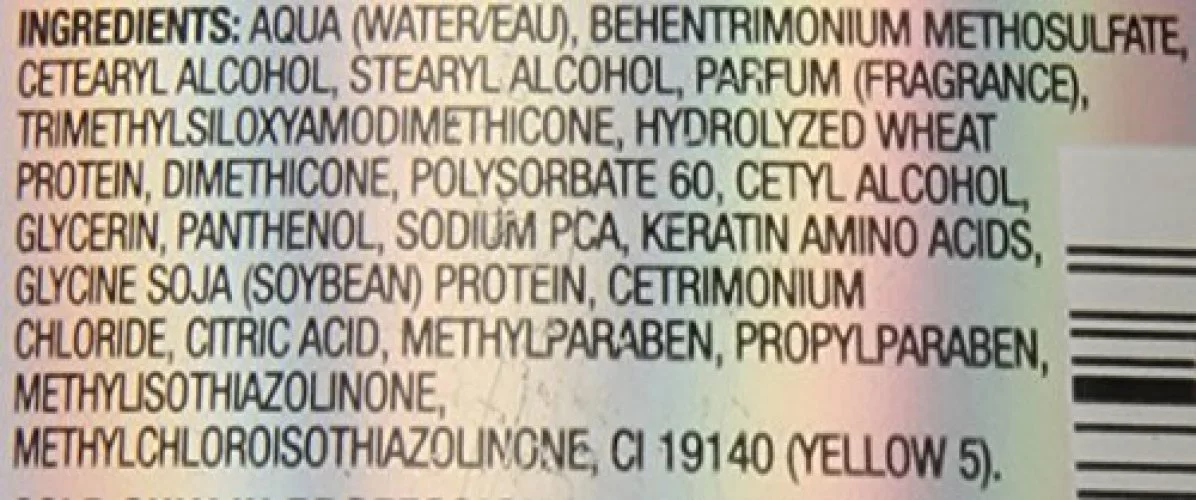 INGREDIENTS: AQUA (WATER/EAU), BEHENTRIMONIUM METHOSULFATE,
CETEARYL ALCOHOL, STEARYL ALCOHOL, PARFUM (FRAGRANCE),
TRIMETHYLSILOXYAMODIMETHICONE, HYDROLYZED WHEAT
PROTEIN, DIMETHICONE, POLYSORBATE 60, CETYL ALCOHOL,
GLYCERIN, PANTHENOL, SODIUM PCA, KERATIN AMINO ACIDS,
GLYCINE SOJA (SOYBEAN) PROTEIN, CETRIMONIUM
CHLORIDE, CITRIC ACID, METHYLPARABEN, PROPYLPARABEN,
METHYLISOTHIAZOLINONE,
METHYLCHLOROISOTHIAZOLINONE, CI 19140 (YELLOW 5).